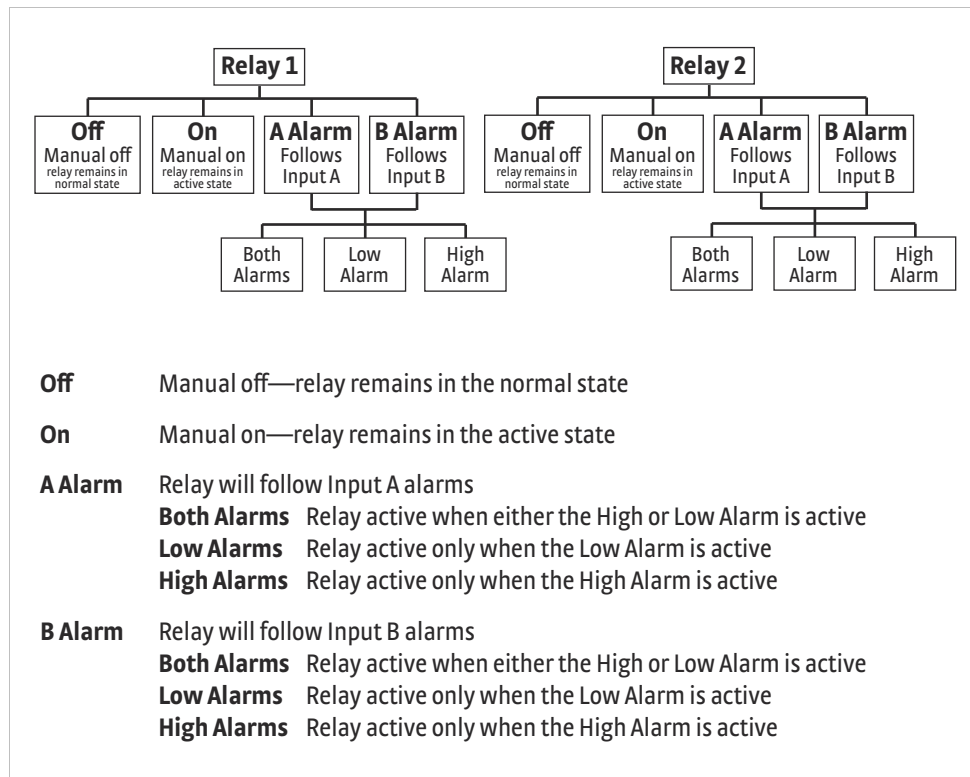 Relay 1
Off
Manual off
relay remains in
normal state
On
Manual on
relay remains in
active state
A Alarm
Follows
Input A
B Alarm
Follows
Input B
Both
Alarms
Low
Alarm
High
Alarm
Relay 2
Off
Manual off
relay remains in
normal state
On
Manual on
relay remains in
active state
A Alarm
Follows
Input A
B Alarm
Follows
Input B
Both
Alarms
Low
Alarm
High
Alarm
Off Manual off—relay remains in the normal state
On Manual on—relay remains in the active state
A Alarm Relay will follow Input A alarms
Both Alarms Relay active when either the High or Low Alarm is active
Low Alarms Relay active only when the Low Alarm is active
High Alarms Relay active only when the High Alarm is active
B Alarm Relay will follow Input B alarms
Both Alarms Relay active when either the High or Low Alarm is active
Low Alarms Relay active only when the Low Alarm is active
High Alarms Relay active only when the High Alarm is active